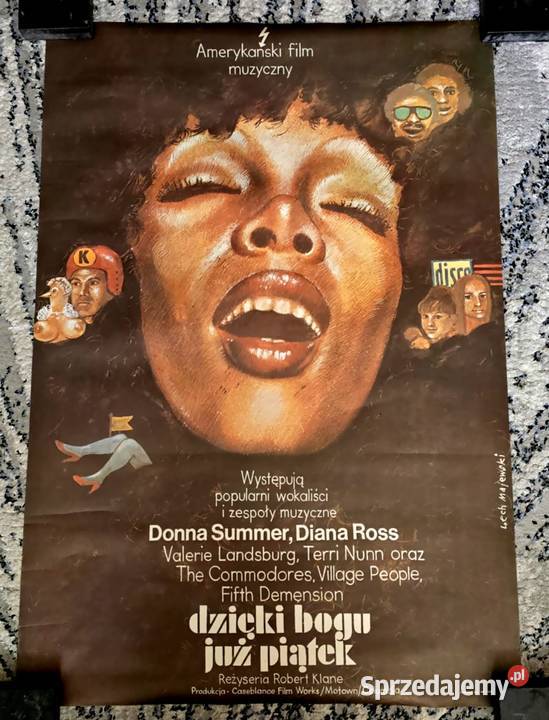 Amerykański film
muzyczny
K
disco
Lech Majewski
Występują
popularni wokaliści
i zespoły muzyczne
Donna Summer, Diana Ross
Valerie Landsburg, Terri Nunn oraz
The Commodores, Village People,
Fifth Demension
dzięki bogu
już piątek
Reżyseria Robert Klane
Produkcja - Caseblance Film Works/Motown/
Sprzedajemy.pl